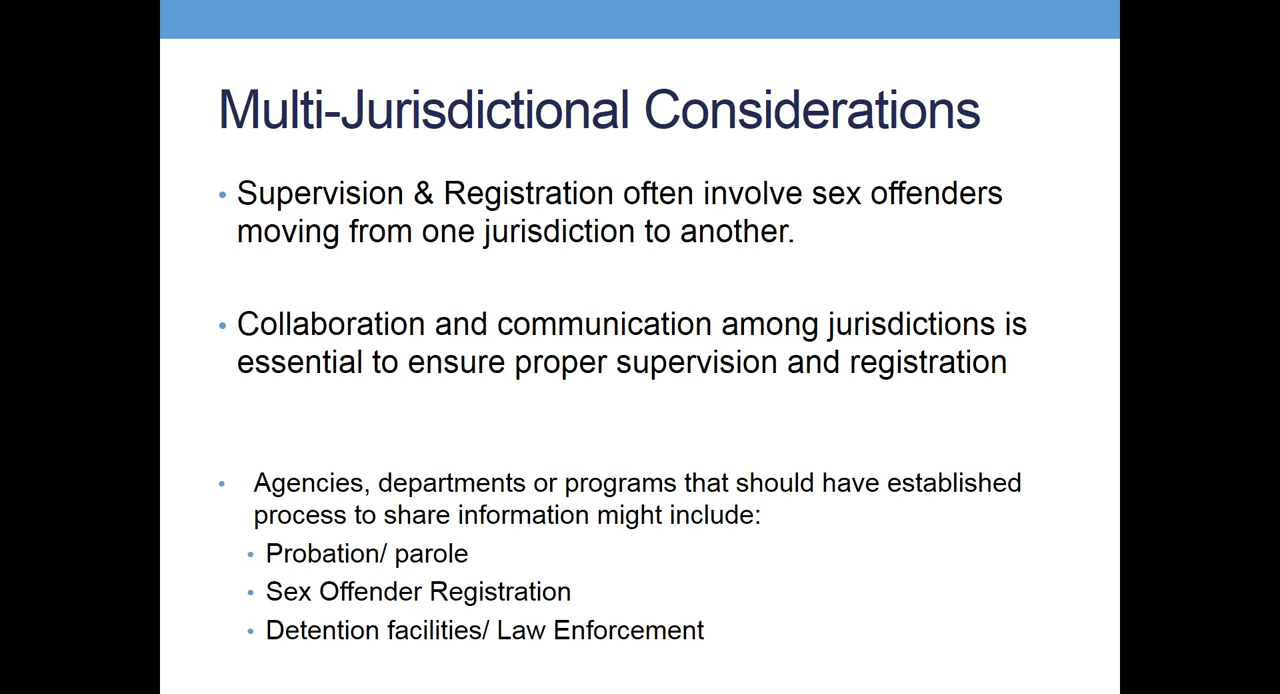 Multi-Jurisdictional Considerations
• Supervision & Registration often involve sex offenders
moving from one jurisdiction to another.
• Collaboration and communication among jurisdictions is
essential to ensure proper supervision and registration
• Agencies, departments or programs that should have established
process to share information might include:
• Probation/ parole
• Sex Offender Registration
• Detention facilities/ Law Enforcement